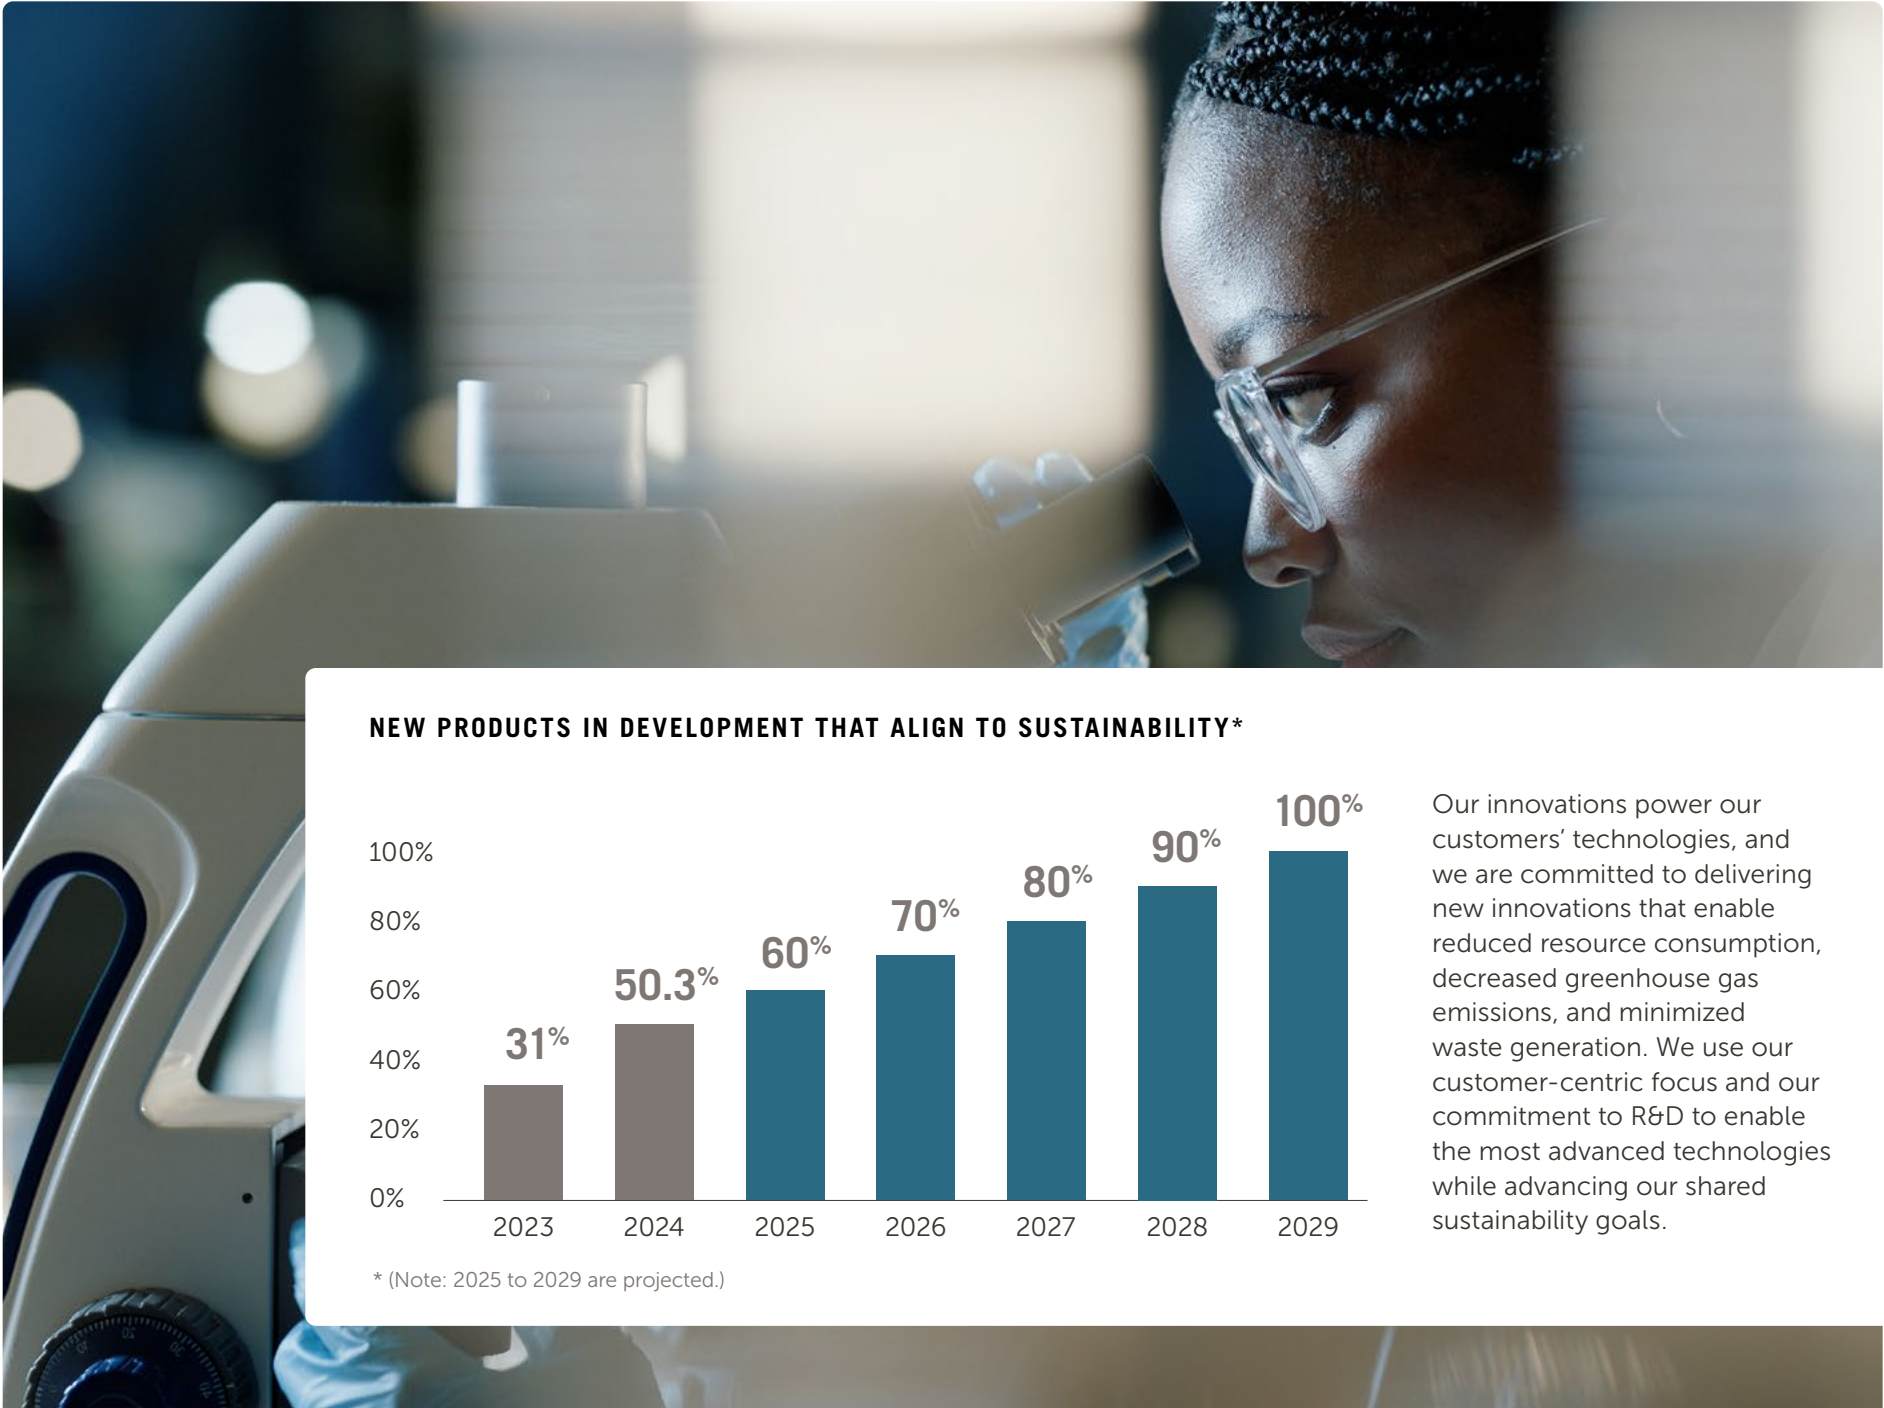 NEW PRODUCTS IN DEVELOPMENT THAT ALIGN TO SUSTAINABILITY*
100%
80%
60%
40%
20%
0%
31%
50.3%
60%
70%
80%
90%
100%
2023
2024
2025
2026
2027
2028
2029
* (Note: 2025 to 2029 are projected.)
Our innovations power our
customers’ technologies, and
we are committed to delivering
new innovations that enable
reduced resource consumption,
decreased greenhouse gas
emissions, and minimized
waste generation. We use our
customer-centric focus and our
commitment to R&D to enable
the most advanced technologies
while advancing our shared
sustainability goals.